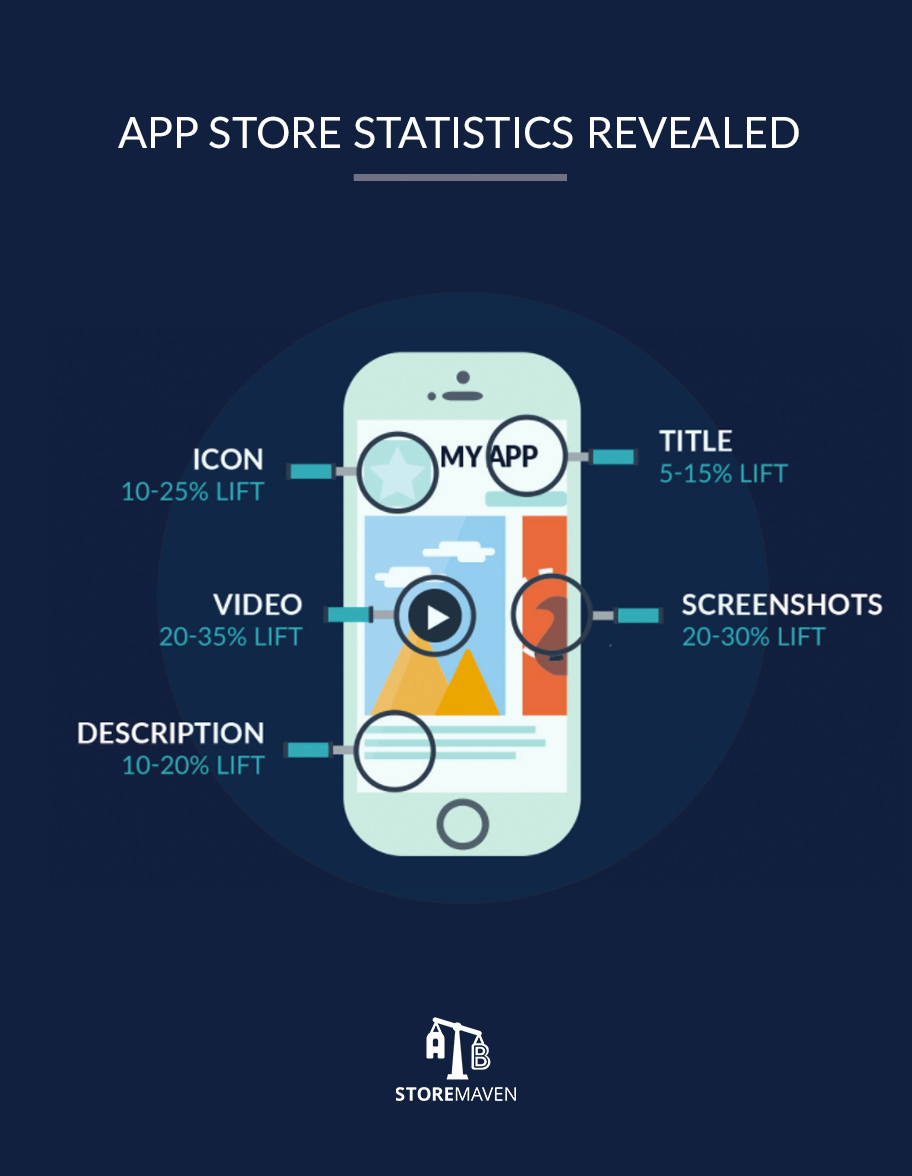 APP STORE STATISTICS REVEALED
MY APP
ICON
10-25% LIFT
TITLE
5-15% LIFT
VIDEO
20-35% LIFT
SCREENSHOTS
20-30% LIFT
DESCRIPTION
10-20% LIFT
A B
STOREMAVEN